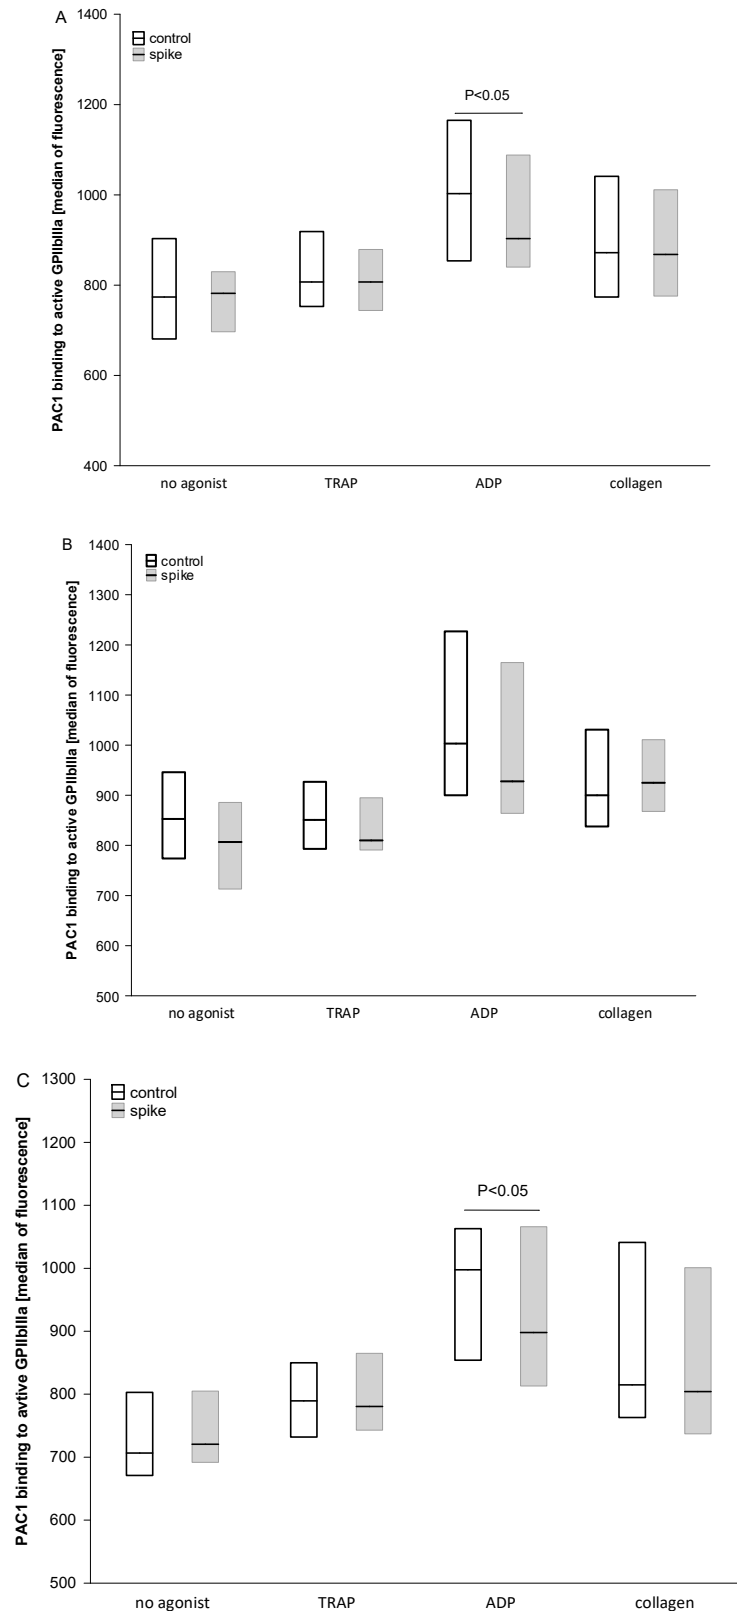 A
1400
control
spike
1200
P<0.05
1000
800
600
400
PAC1 binding to active GPIIbIIIa [median of fluorescence]
no agonist TRAP ADP collagen
B
1400
control
spike
1300
1200
1100
1000
900
800
700
600
500
PAC1 binding to active GPIIbIIIa [median of fluorescence]
no agonist TRAP ADP collagen
C
1300
control
spike
1200
P<0.05
1100
1000
900
800
700
600
500
PAC1 binding to avtive GPIIbIIIa [median of fluorescence]
no agonist TRAP ADP collagen